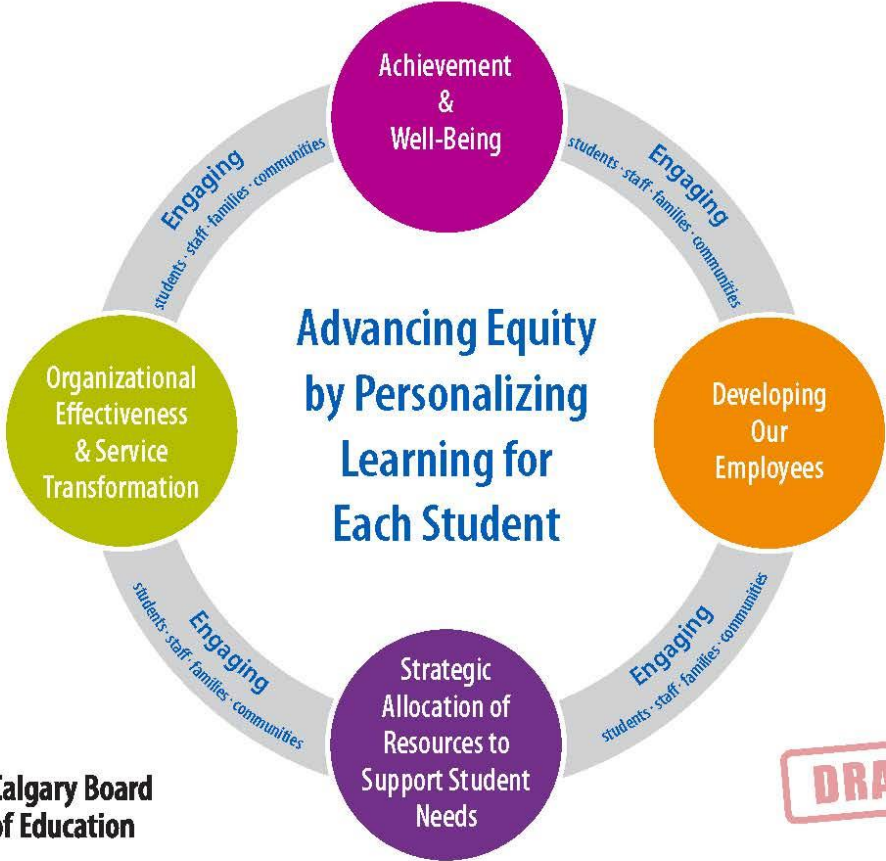 Achievement
&
Well-Being
Engaging
students · staff · families · communities
Engaging
students · staff · families · communities
Advancing Equity
by Personalizing
Learning for
Each Student
Organizational
Effectiveness
& Service
Transformation
Developing
Our
Employees
Engaging
students · staff · families · communities
Engaging
students · staff · families · communities
Strategic
Allocation of
Resources to
Support Student
Needs
Calgary Board
of Education
DRA